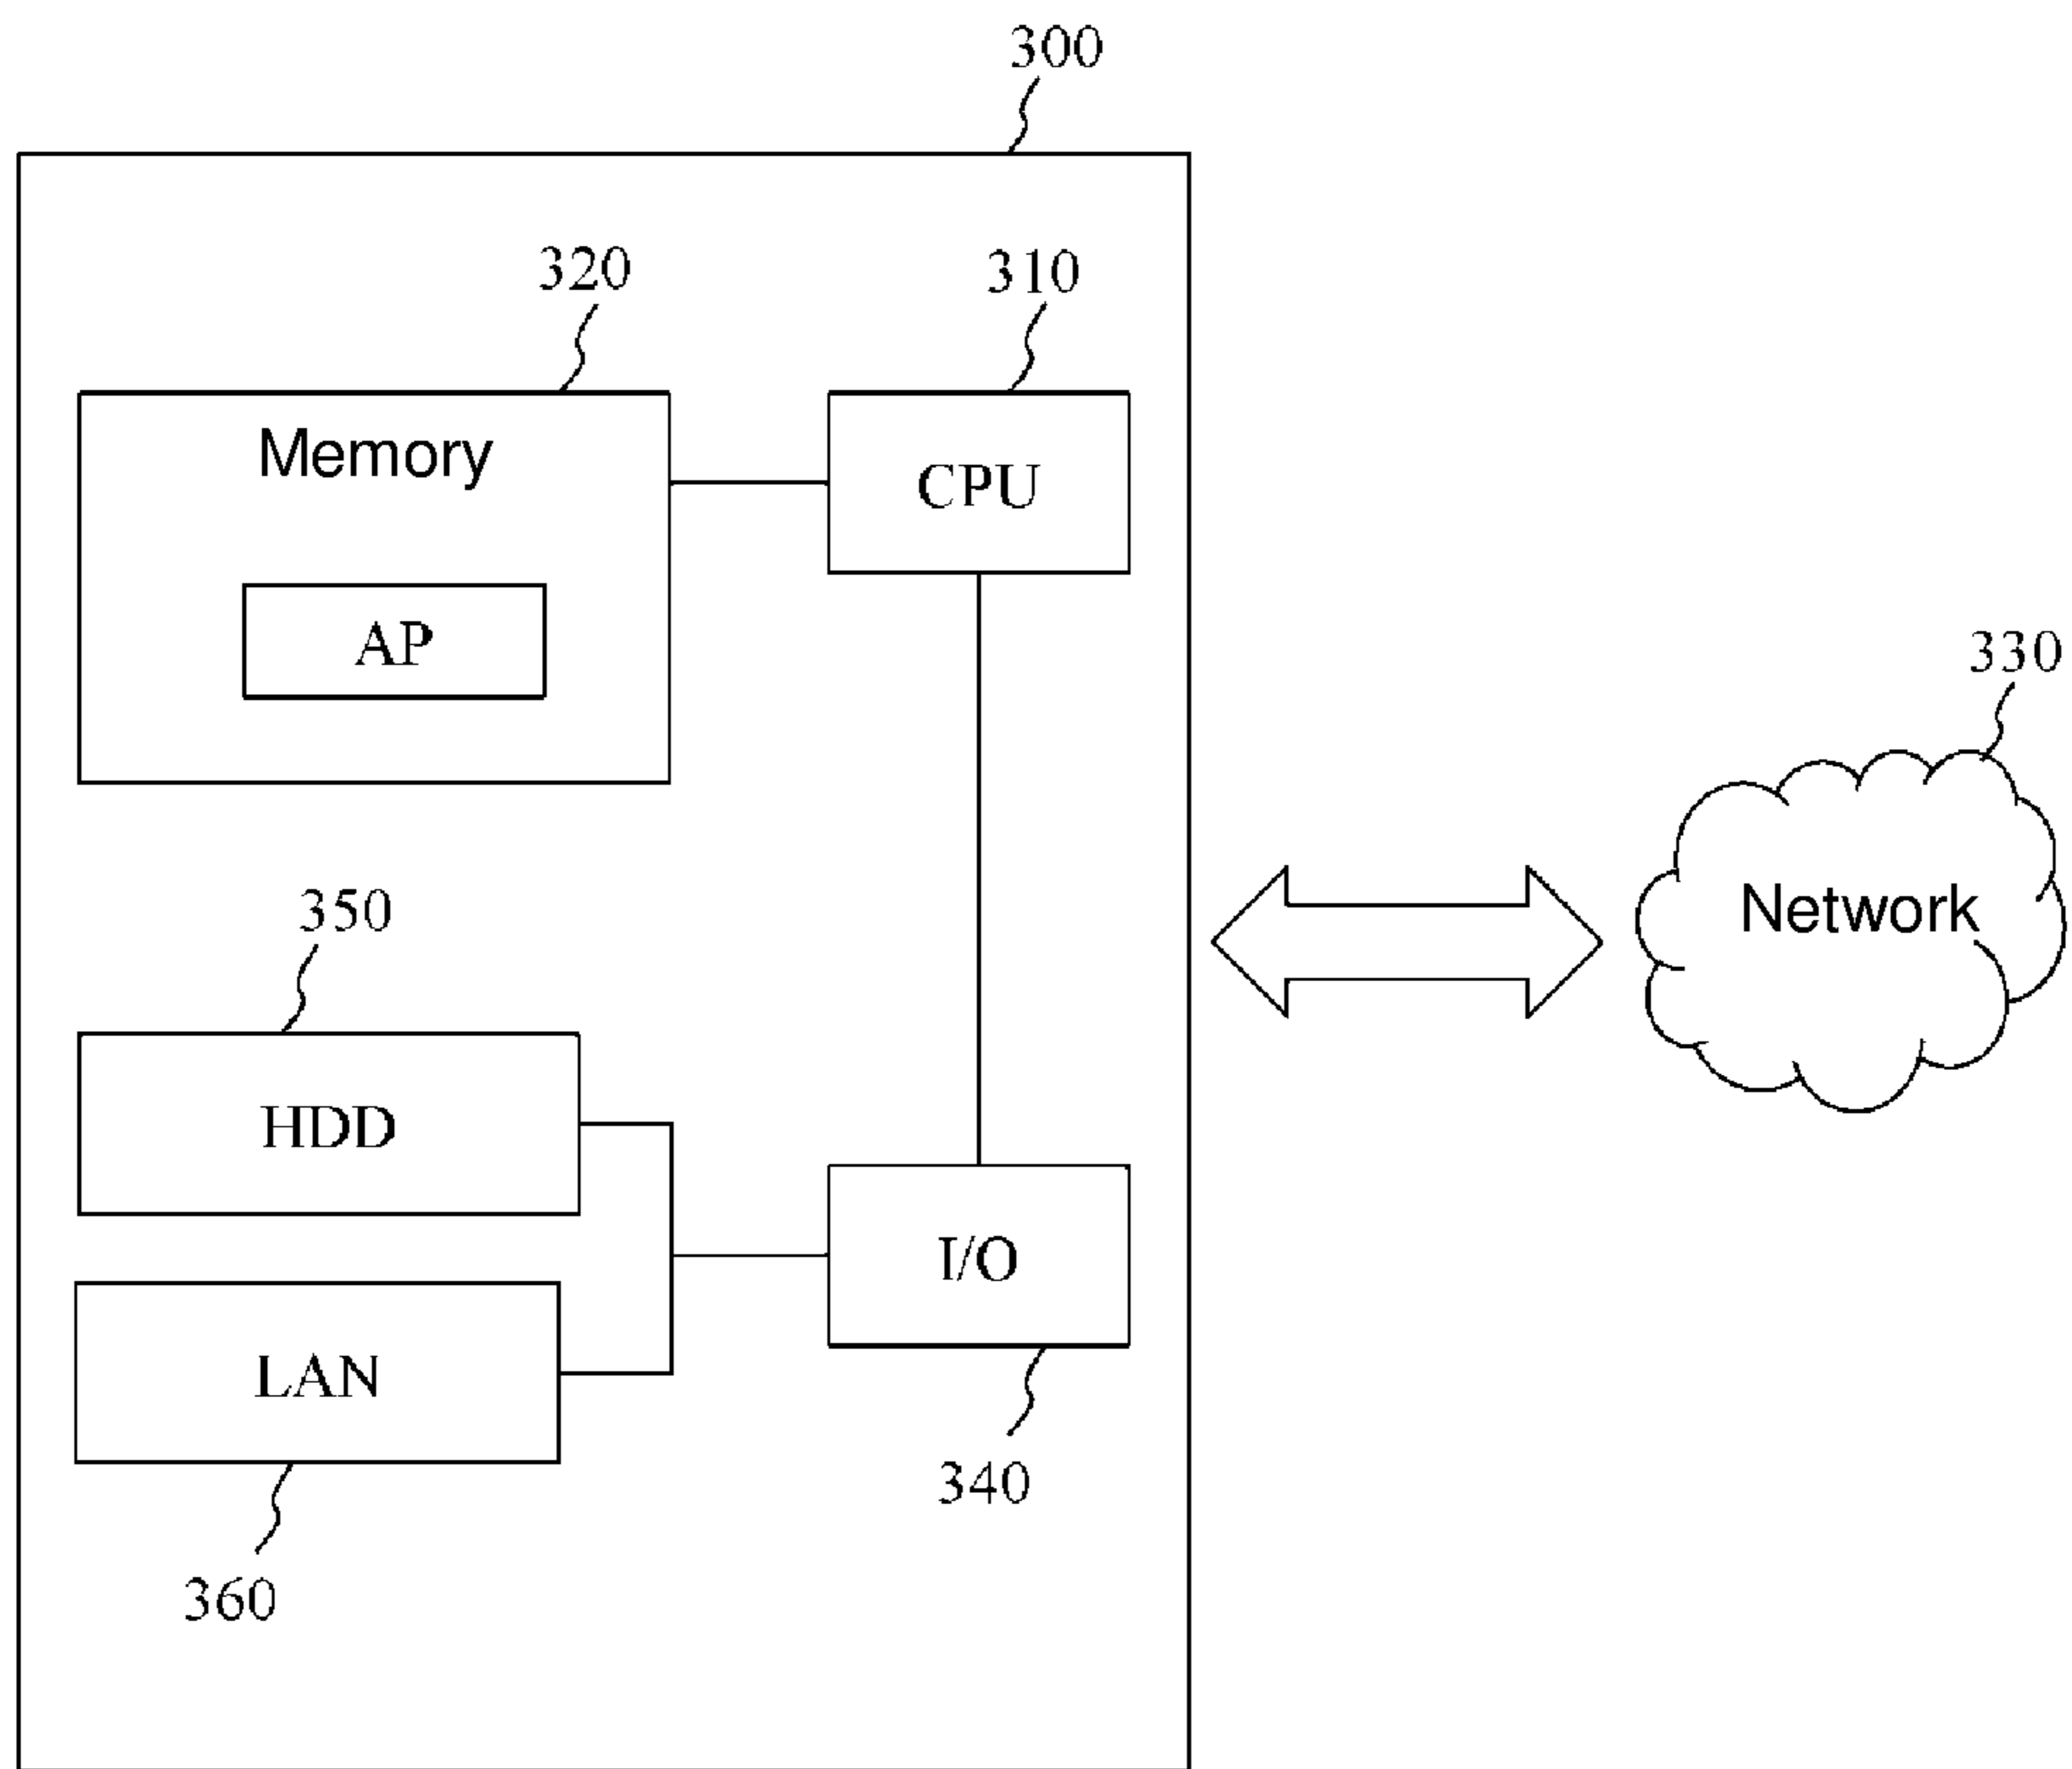 300
320
310
Memory
CPU
AP
330
350
Network
HDD
I/O
LAN
340
360